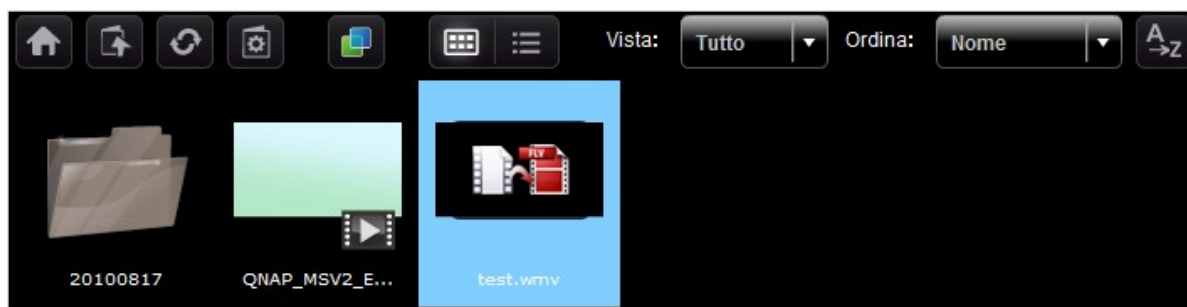 Vista: Tutto Ordina: Nome A→Z
FLV
20100817 QNAP_MSV2_E... test.wmv